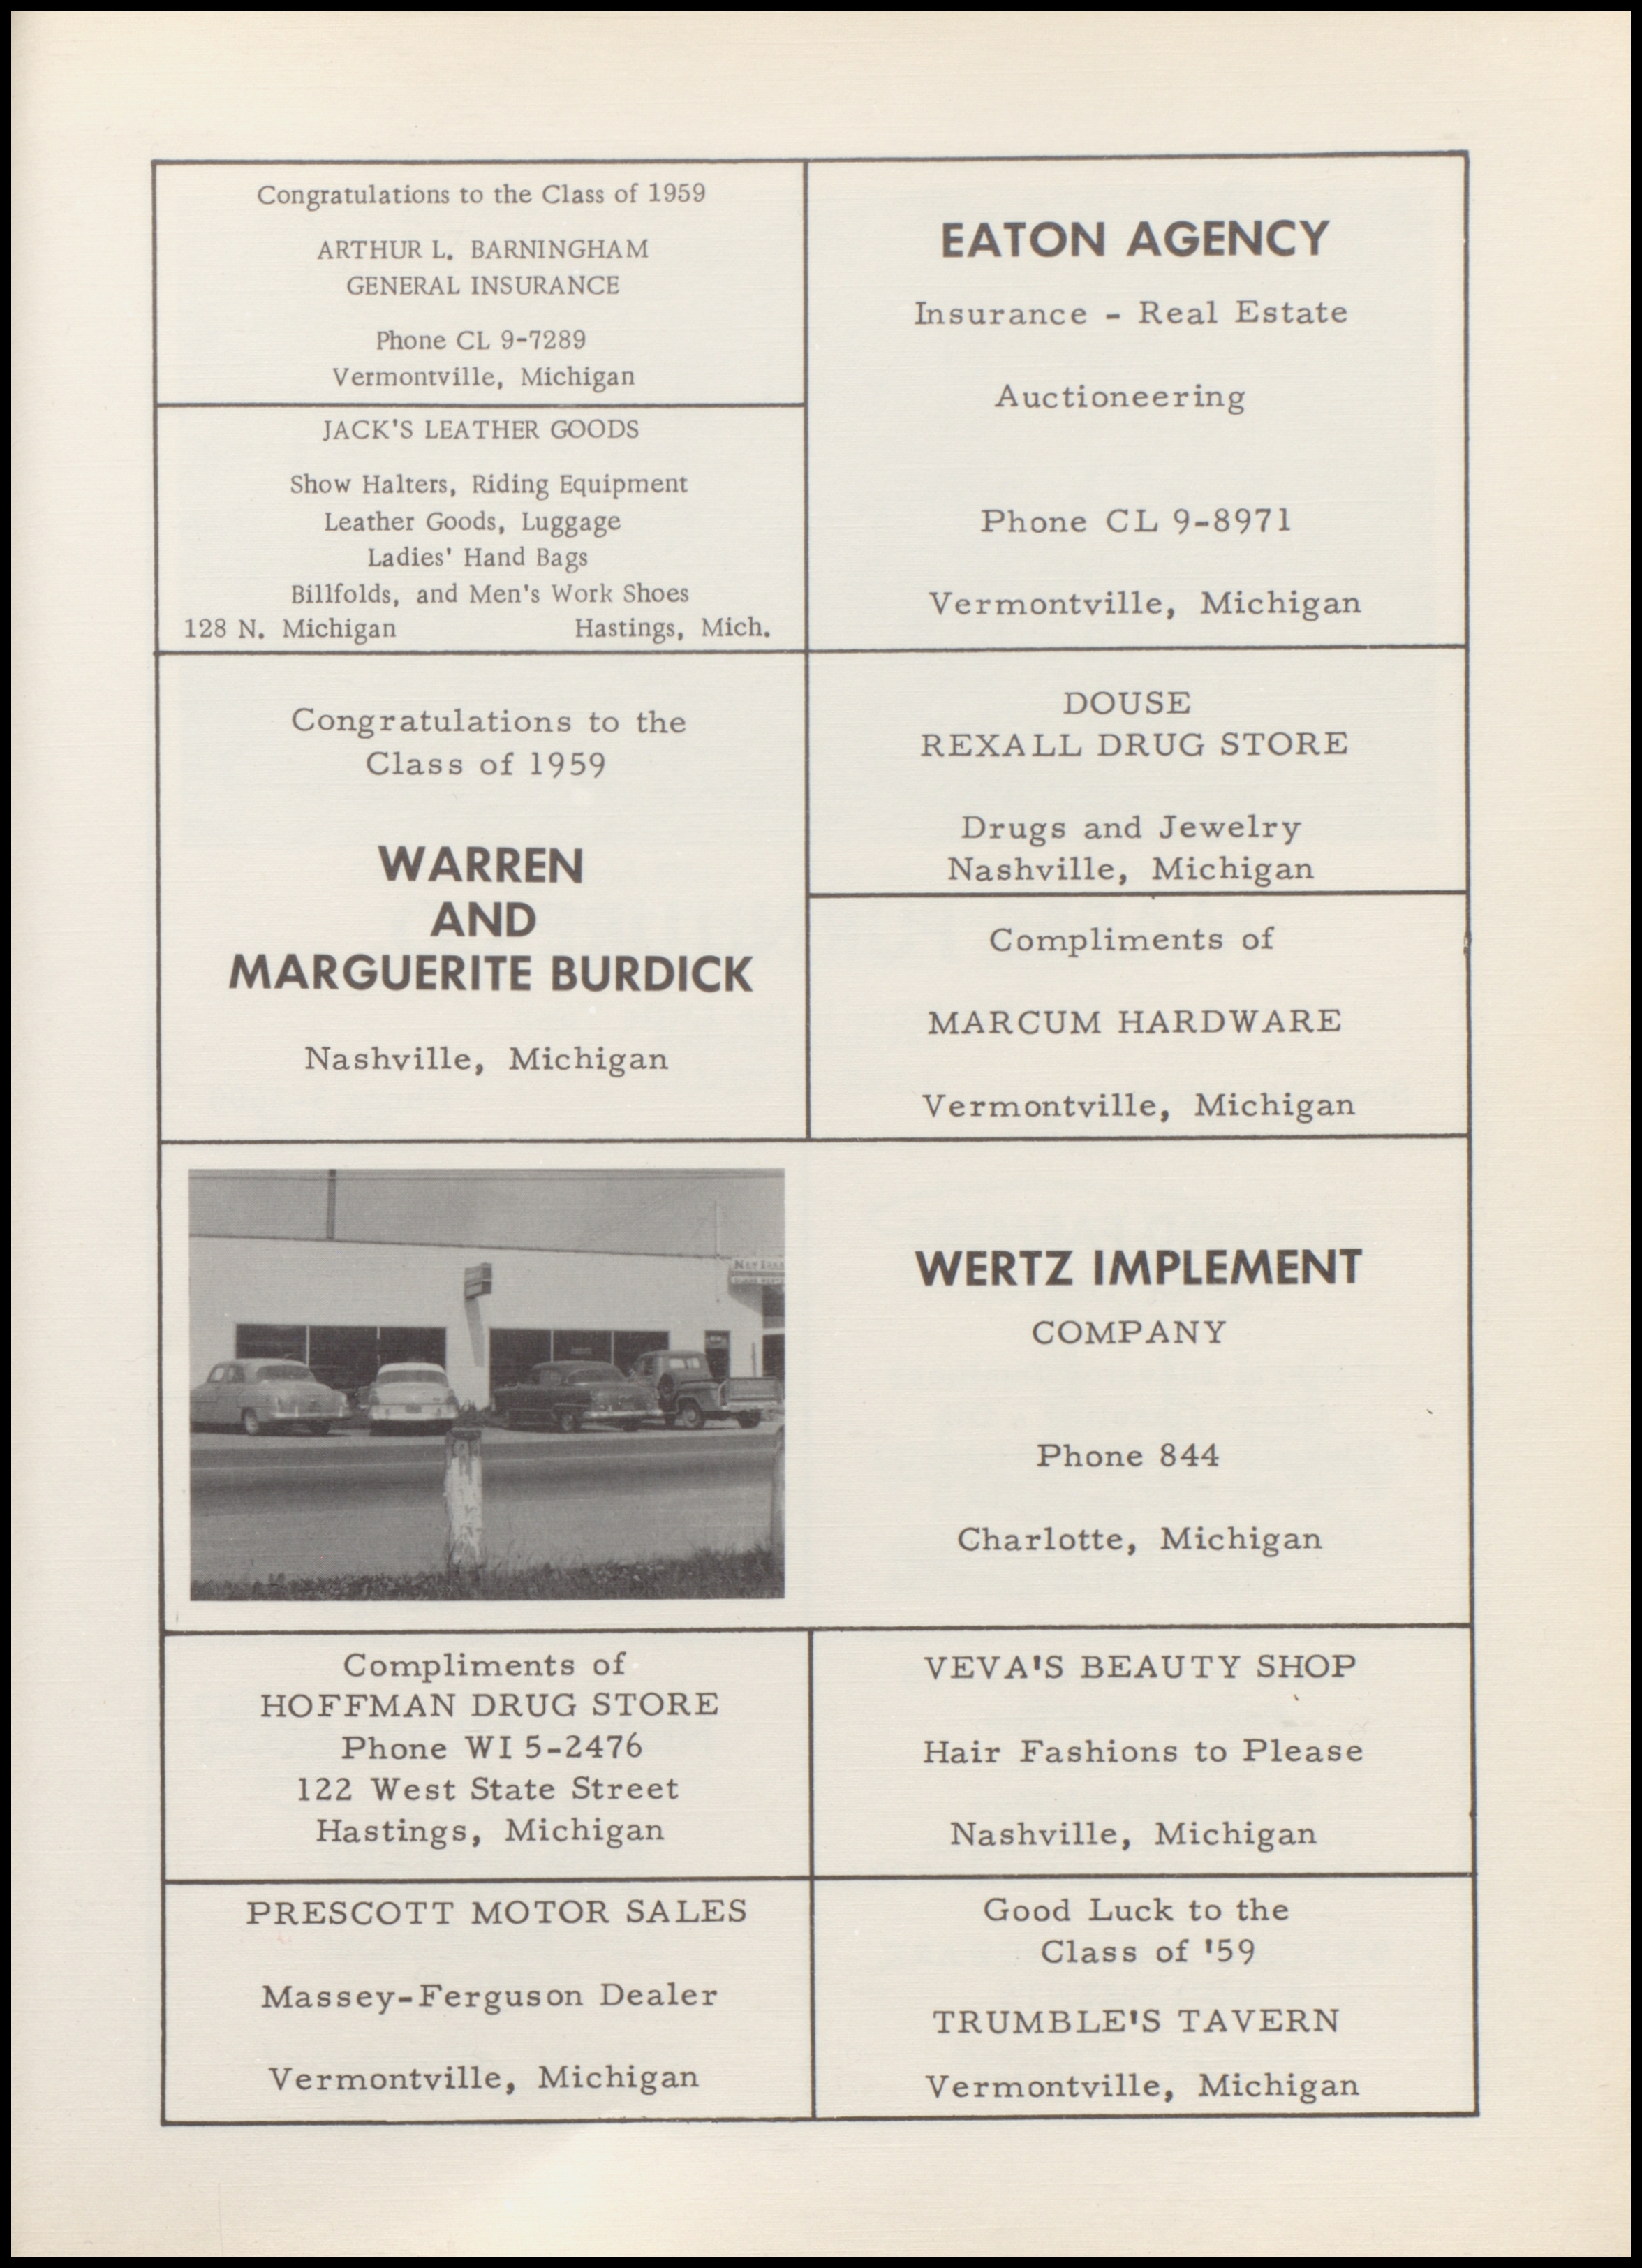 Congratulations to the Class of 1959
ARTHUR L. BARNINGHAM
GENERAL INSURANCE
Phone CL 9-7289
Vermontville, Michigan
JACK'S LEATHER GOODS
Show Halters, Riding Equipment
Leather Goods, Luggage
Ladies' Hand Bags
Billfolds, and Men's Work Shoes
128 N. Michigan Hastings, Mich.
EATON AGENCY
Insurance - Real Estate
Auctioneering
Phone CL 9-8971
Vermontville, Michigan
Congratulations to the
Class of 1959
WARREN
AND
MARGUERITE BURDICK
Nashville, Michigan
DOUSE
REXALL DRUG STORE
Drugs and Jewelry
Nashville, Michigan
Compliments of
MARCUM HARDWARE
Vermontville, Michigan
WERTZ IMPLEMENT
COMPANY
Phone 844
Charlotte, Michigan
Compliments of
HOFFMAN DRUG STORE
Phone WI 5-2476
122 West State Street
Hastings, Michigan
VEVA'S BEAUTY SHOP
Hair Fashions to Please
Nashville, Michigan
PRESCOTT MOTOR SALES
Massey-Ferguson Dealer
Vermontville, Michigan
Good Luck to the
Class of '59
TRUMBLE'S TAVERN
Vermontville, Michigan